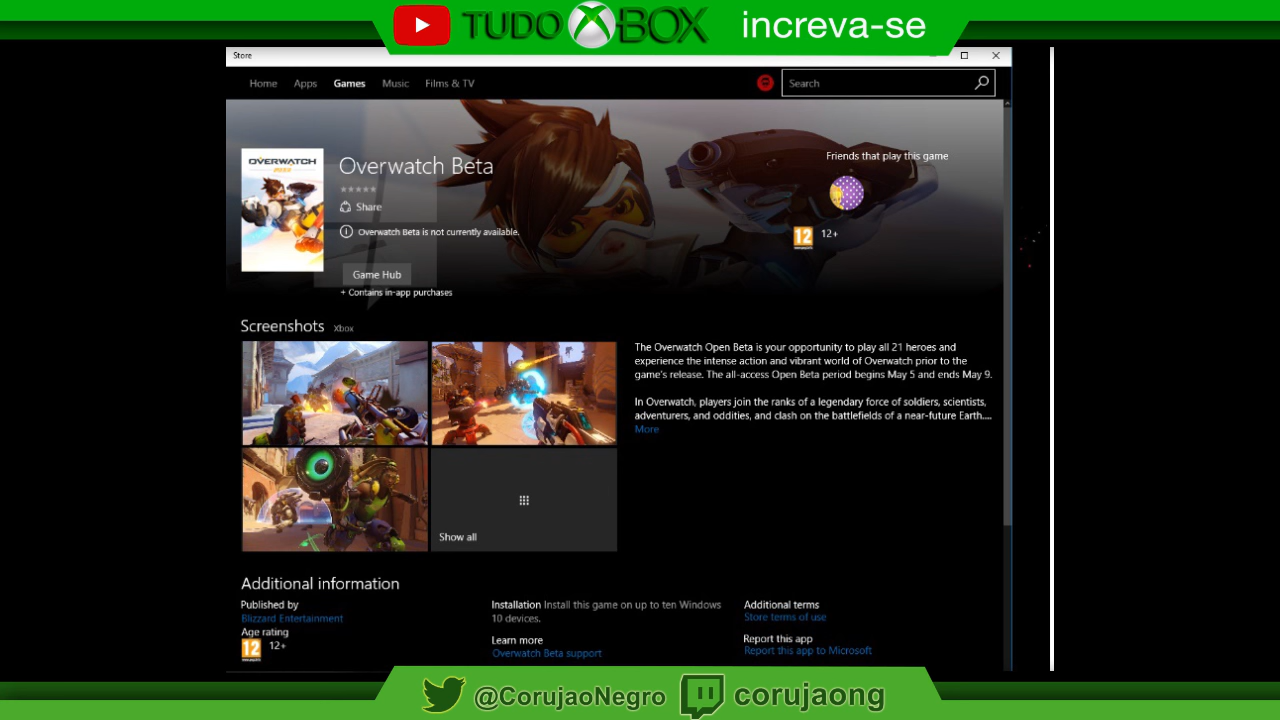 TUDO XBOX increva-se
Store
Home Apps Games Music Films & TV Search
OVERWATCH
Overwatch Beta
Share
Overwatch Beta is not currently available.
Game Hub
+ Contains in-app purchases
Friends that play this game
12 12+
Screenshots Xbox
The Overwatch Open Beta is your opportunity to play all 21 heroes and
experience the intense action and vibrant world of Overwatch prior to the
game's release. The all-access Open Beta period begins May 5 and ends May 9.
In Overwatch, players join the ranks of a legendary force of soldiers, scientists,
adventurers, and oddities, and clash on the battlefields of a near-future Earth....
More
Show all
Additional information
Published by
Blizzard Entertainment
Age rating
12 12+
Installation Install this game on up to ten Windows
10 devices.
Learn more
Overwatch Beta support
Additional terms
Store terms of use
Report this app
Report this app to Microsoft
@CorujaoNegro corujaong